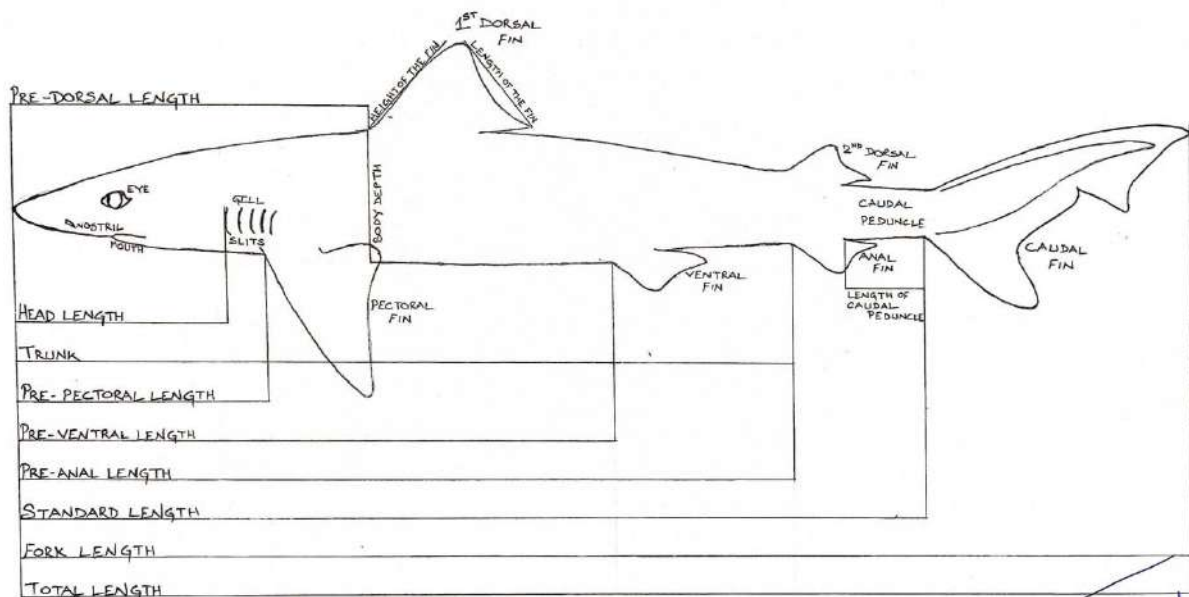 1ST DORSAL
FIN
HEIGHT OF THE FIN
LENGTH OF THE FIN
PRE-DORSAL LENGTH
2ND DORSAL
FIN
EYE
GILL
SLITS
NOSTRIL
MOUTH
BODY DEPTH
CAUDAL
PEDUNCLE
CAUDAL
FIN
ANAL
FIN
VENTRAL
FIN
PECTORAL
FIN
LENGTH OF
CAUDAL
PEDUNCLE
HEAD LENGTH
TRUNK
PRE-PECTORAL LENGTH
PRE-VENTRAL LENGTH
PRE-ANAL LENGTH
STANDARD LENGTH
FORK LENGTH
TOTAL LENGTH